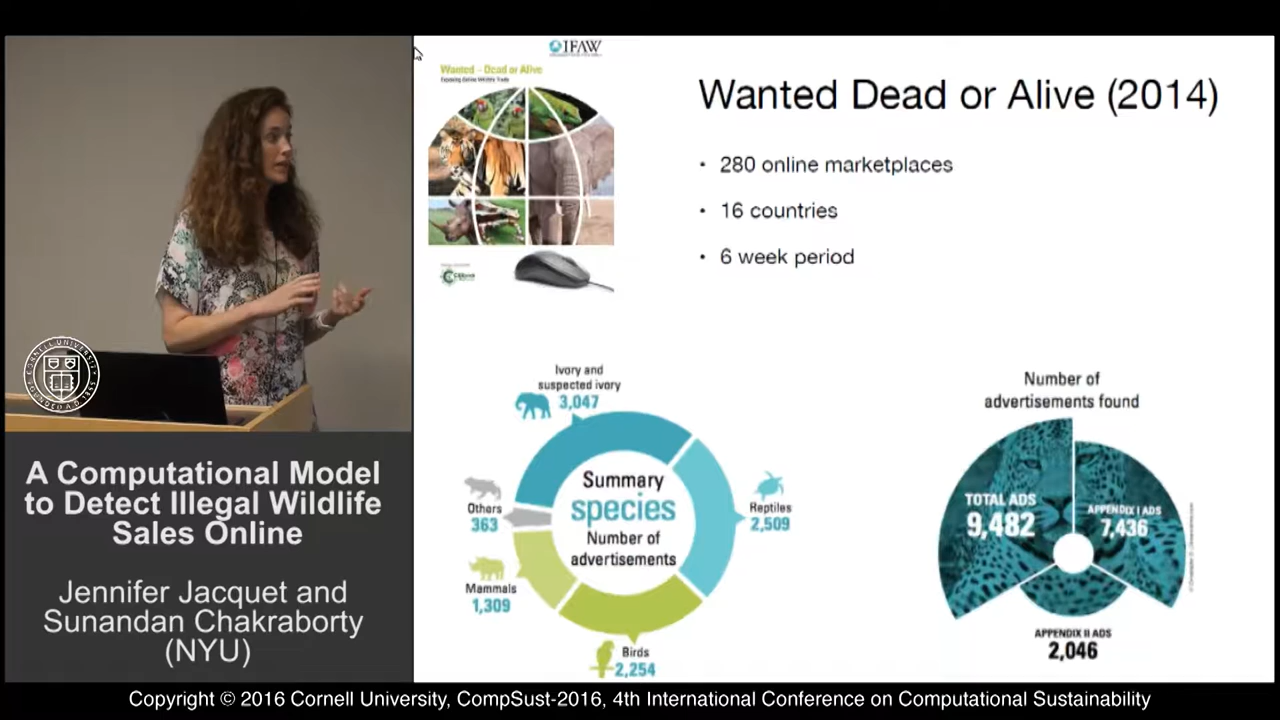 IFAW
Wanted - Dead or Alive
Exposing Online Wildlife Trade
Wanted Dead or Alive (2014)
• 280 online marketplaces
• 16 countries
• 6 week period
Ivory and
suspected ivory
3,047
Summary
species
Number of
advertisements
Others
363
Reptiles
2,509
Mammals
1,309
Birds
2,254
Number of
advertisements found
TOTAL ADS
9,482
APPENDIX I ADS
7,436
APPENDIX II ADS
2,046
CORNELL UNIVERSITY
FOUNDED A.D. 1865
A Computational Model
to Detect Illegal Wildlife
Sales Online
Jennifer Jacquet and
Sunandan Chakraborty
(NYU)
Copyright © 2016 Cornell University, CompSust-2016, 4th International Conference on Computational Sustainability